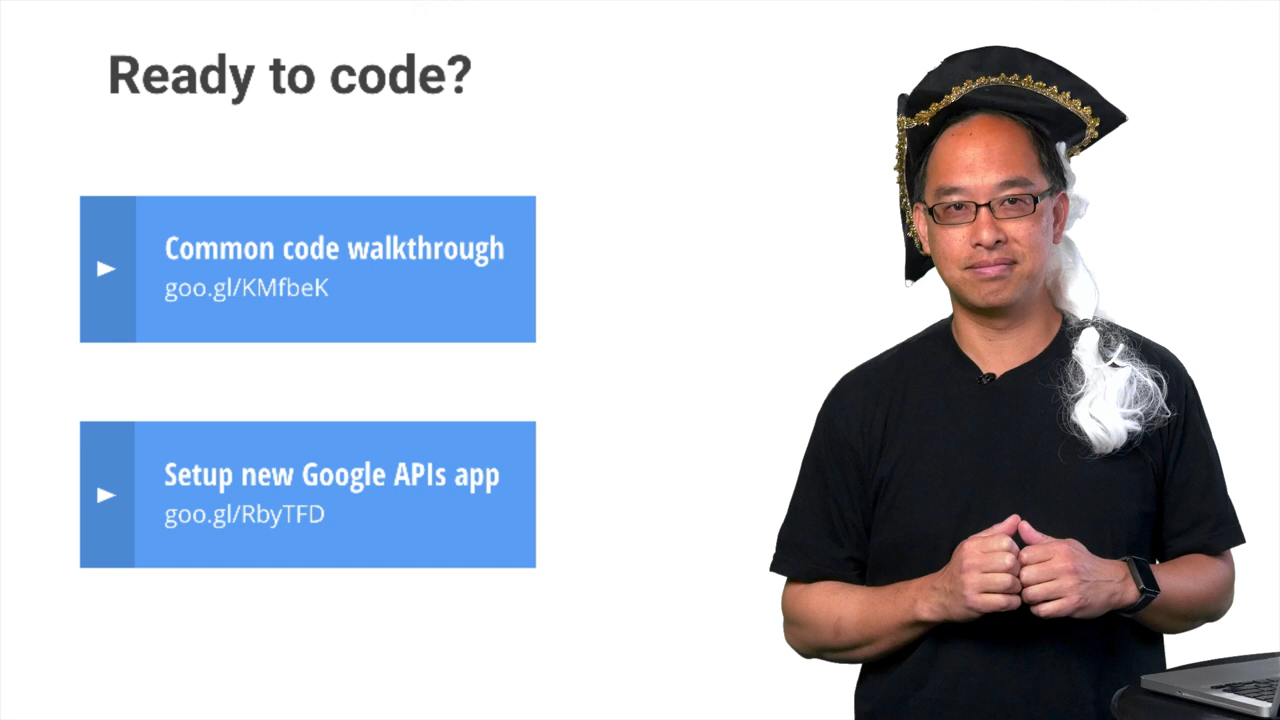 Ready to code?
Common code walkthrough
goo.gl/KMfbeK
Setup new Google APIs app
goo.gl/RbyTFD